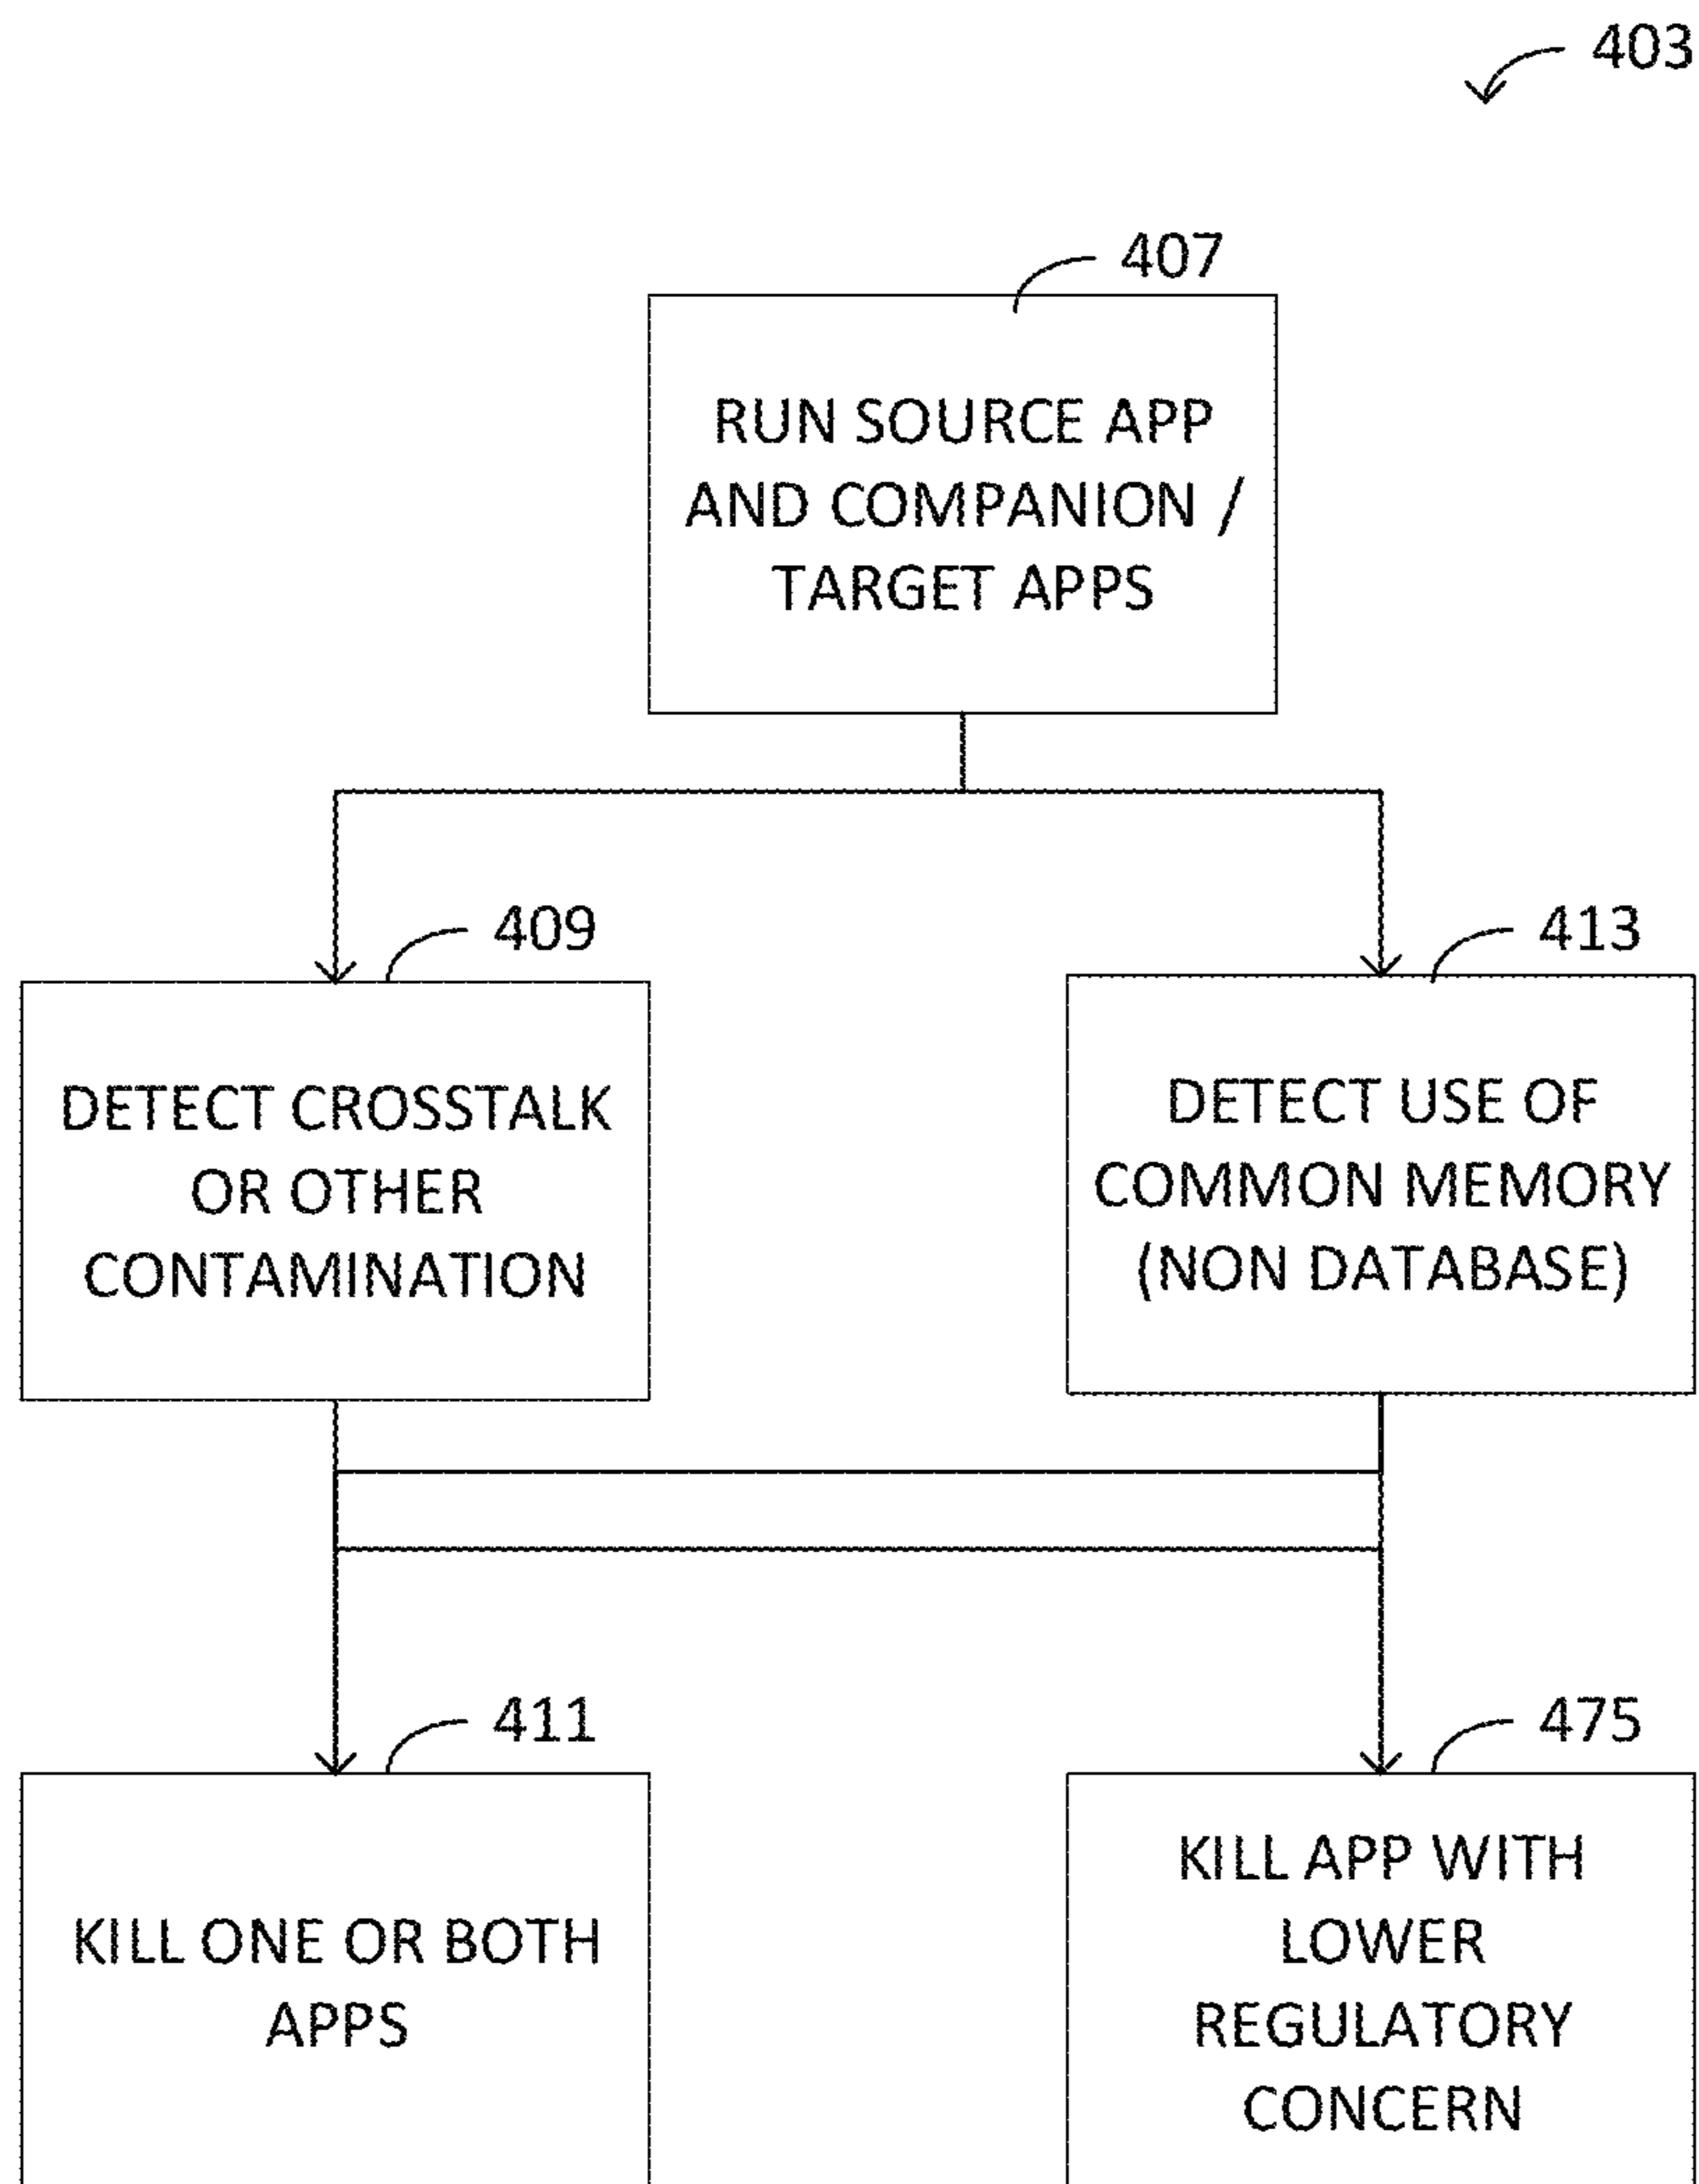 403
407
RUN SOURCE APP
AND COMPANION /
TARGET APPS
409
DETECT CROSSTALK
OR OTHER
CONTAMINATION
413
DETECT USE OF
COMMON MEMORY
(NON DATABASE)
411
KILL ONE OR BOTH
APPS
475
KILL APP WITH
LOWER
REGULATORY
CONCERN